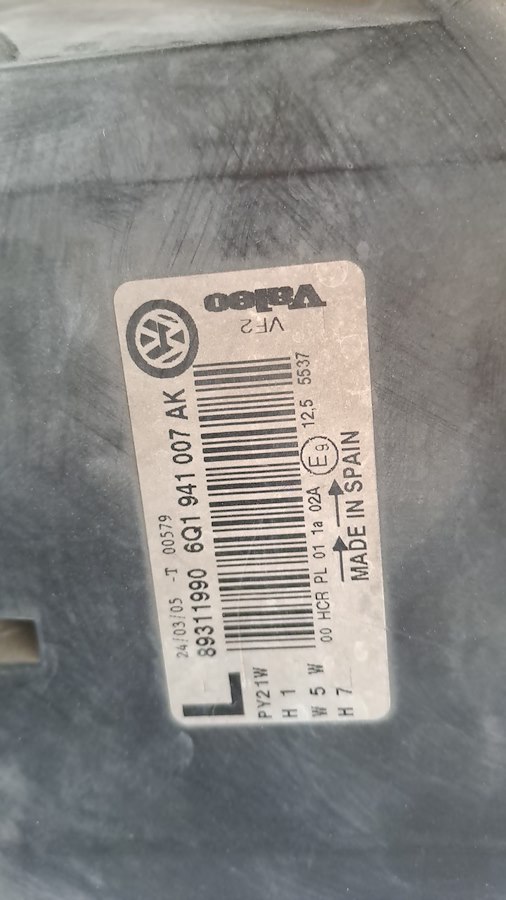 Valeo
VF2
24/03/05 -T 00579
89311990 6Q1 941 007 AK
L
PY21W
H 1
W 5 W
H 7
00 HCR PL 01 1a 02A E9 12,5 5537
MADE IN SPAIN